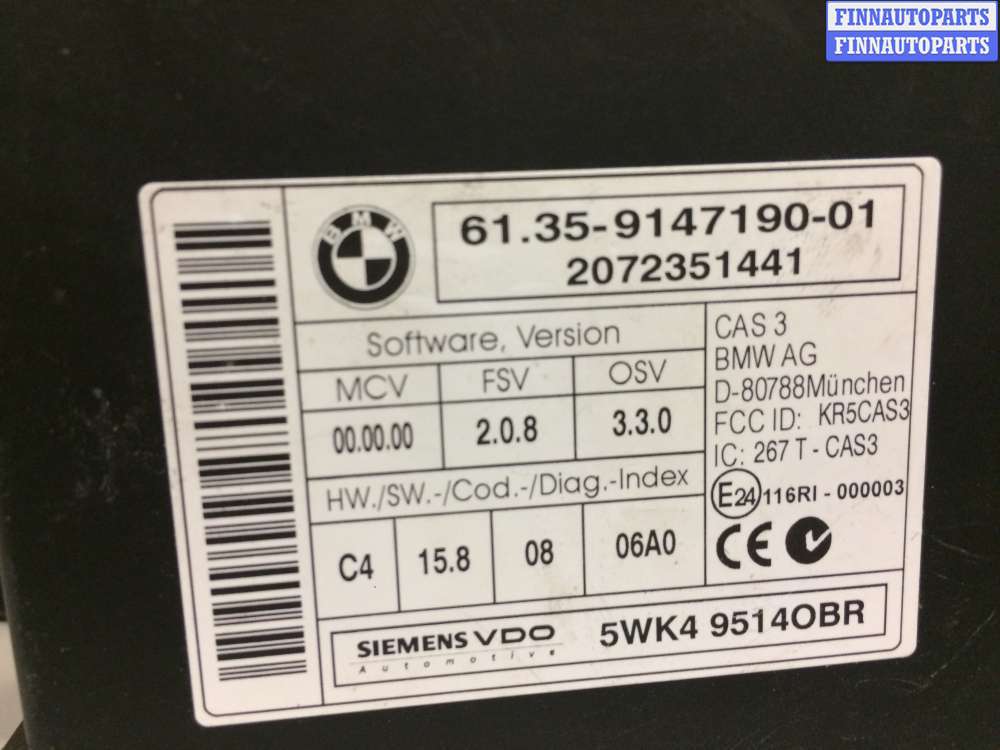 FINNAUTOPARTS
FINNAUTOPARTS
BMW
61.35-9147190-01
2072351441
Software, Version
MCV FSV OSV
00.00.00 2.0.8 3.3.0
HW./SW.-/Cod.-/Diag.-Index
C4 15.8 08 06A0
CAS 3
BMW AG
D-80788München
FCC ID: KR5CAS3
IC: 267 T - CAS3
E24 116RI - 000003
CE
SIEMENS VDO
Automotive
5WK4 9514OBR